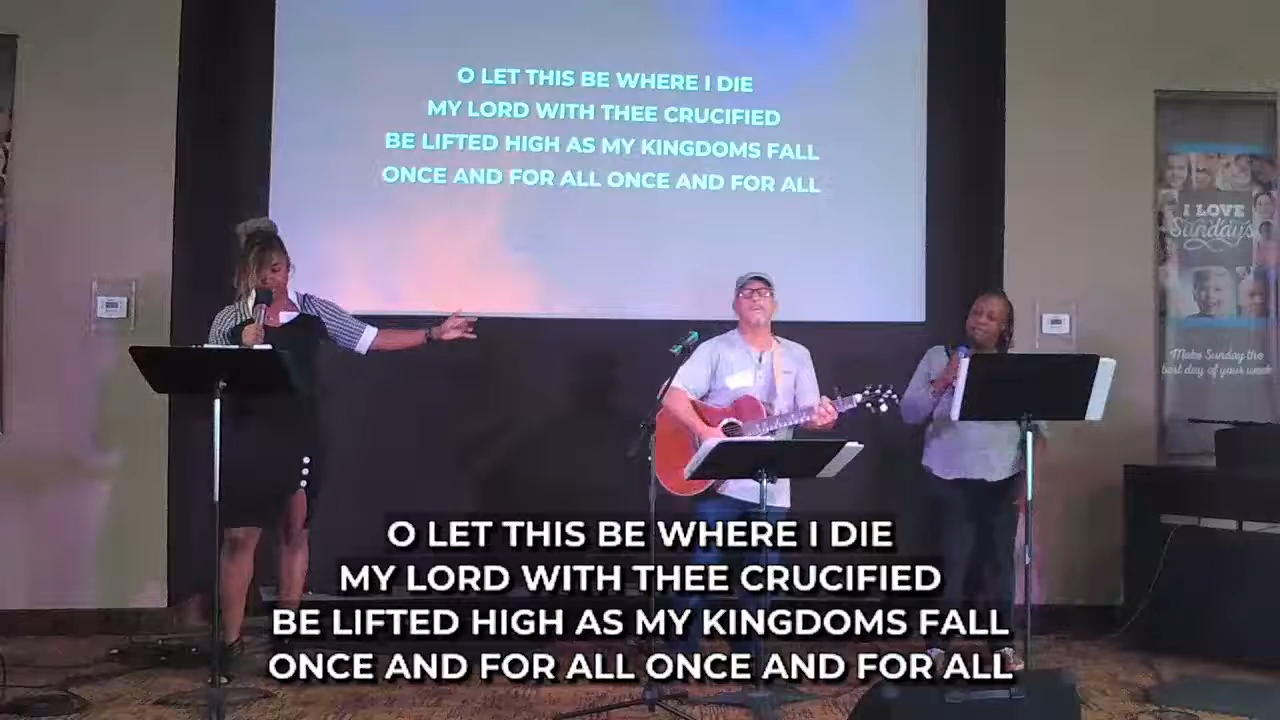 O LET THIS BE WHERE I DIE
MY LORD WITH THEE CRUCIFIED
BE LIFTED HIGH AS MY KINGDOMS FALL
ONCE AND FOR ALL ONCE AND FOR ALL
I LOVE
Sundays
Make Sunday the
best day of your week
O LET THIS BE WHERE I DIE
MY LORD WITH THEE CRUCIFIED
BE LIFTED HIGH AS MY KINGDOMS FALL
ONCE AND FOR ALL ONCE AND FOR ALL